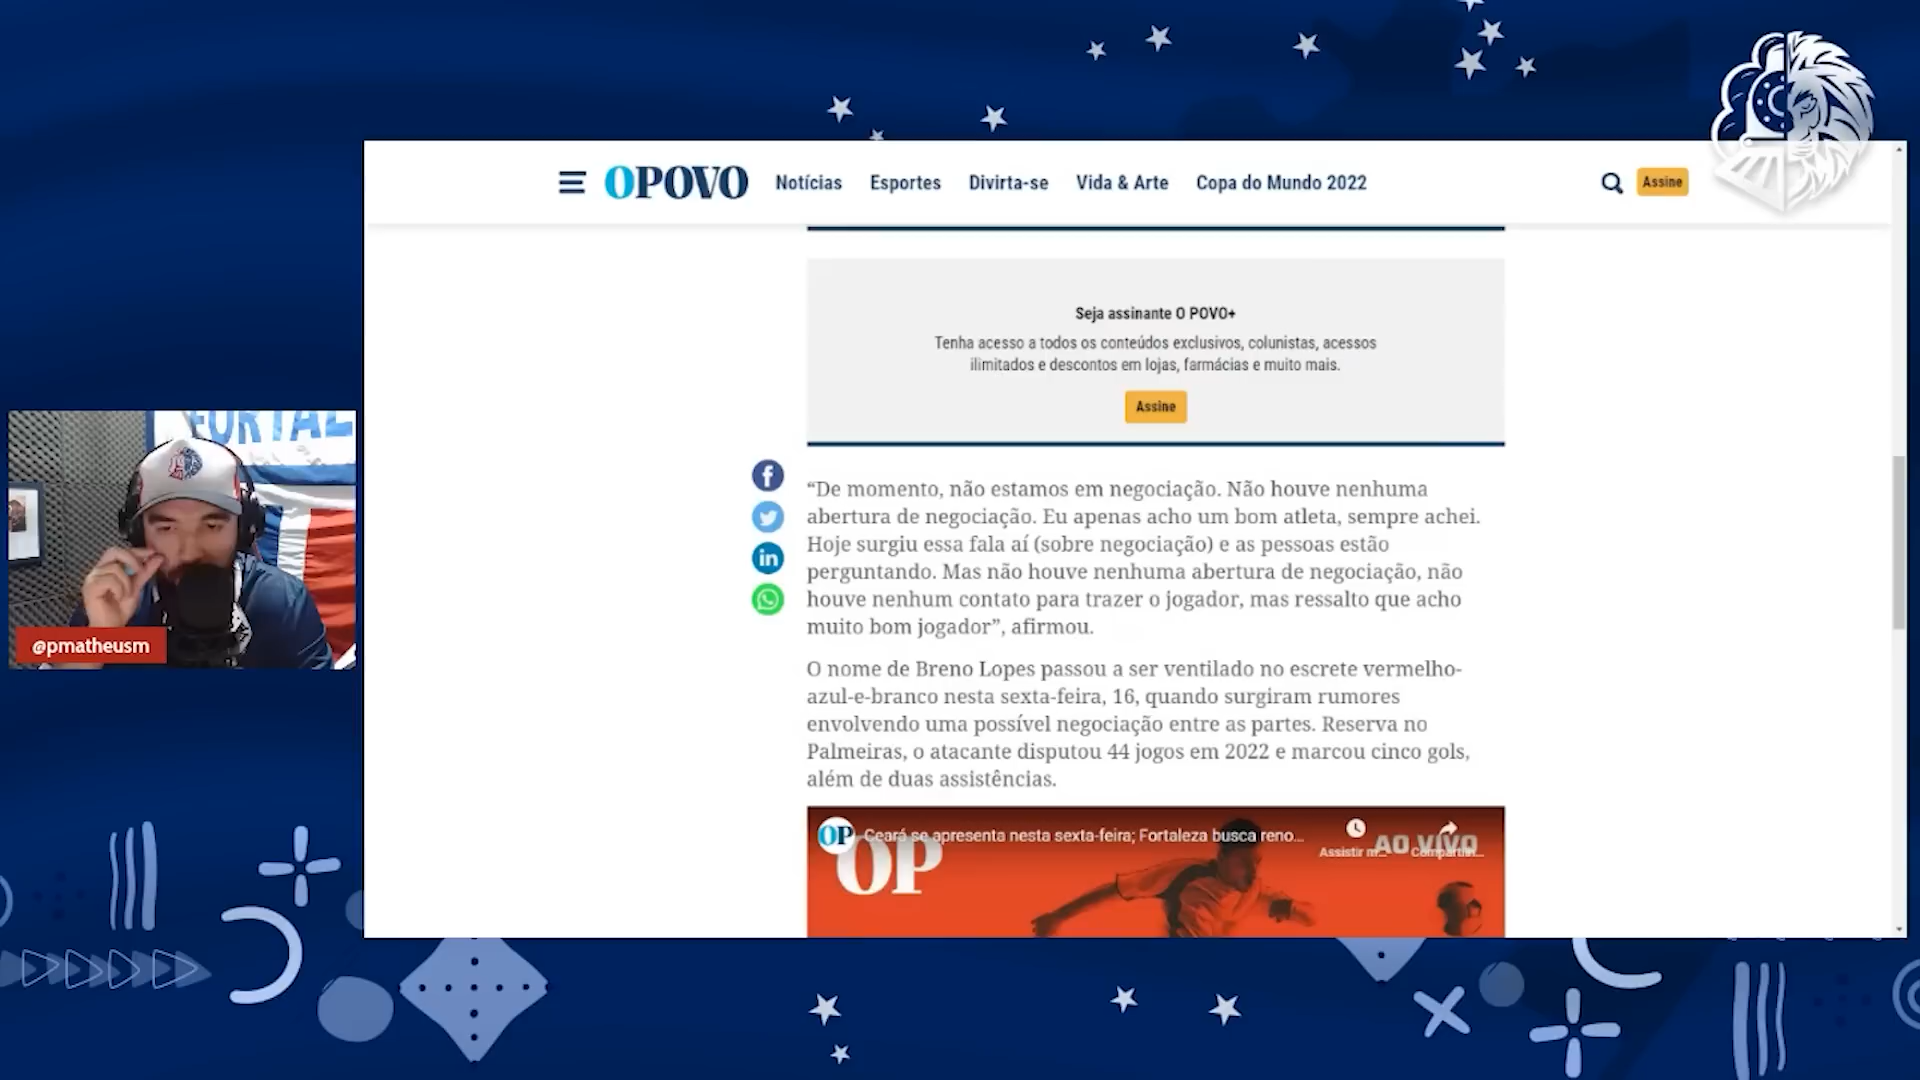 OPOVO
Notícias
Esportes
Divirta-se
Vida & Arte
Copa do Mundo 2022
Assine
Seja assinante O POVO+
Tenha acesso a todos os conteúdos exclusivos, colunistas, acessos
ilimitados e descontos em lojas, farmácias e muito mais.
Assine
“De momento, não estamos em negociação. Não houve nenhuma
abertura de negociação. Eu apenas acho um bom atleta, sempre achei.
Hoje surgiu essa fala aí (sobre negociação) e as pessoas estão
perguntando. Mas não houve nenhuma abertura de negociação, não
houve nenhum contato para trazer o jogador, mas ressalto que acho
muito bom jogador”, afirmou.
O nome de Breno Lopes passou a ser ventilado no escrete vermelho-
azul-e-branco nesta sexta-feira, 16, quando surgiram rumores
envolvendo uma possível negociação entre as partes. Reserva no
Palmeiras, o atacante disputou 44 jogos em 2022 e marcou cinco gols,
além de duas assistências.
OP
Ceará se apresenta nesta sexta-feira; Fortaleza busca reno...
Assistir m...
Compartilh...
AO VIVO
OP
FORTAL
@pmatheusm